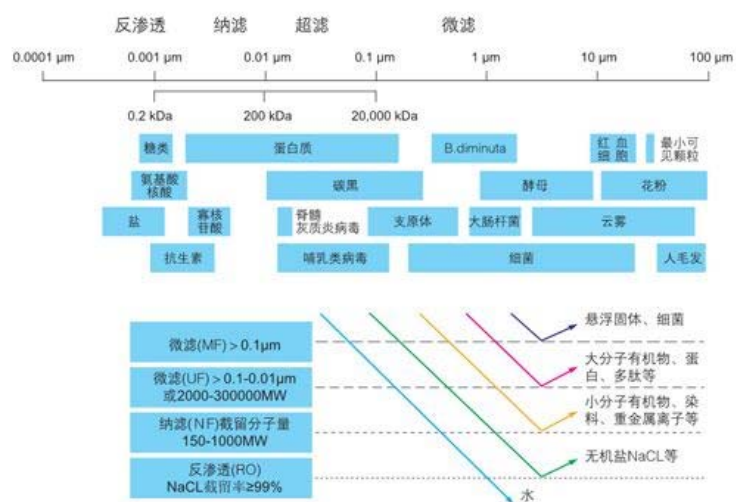 反渗透 纳滤 超滤 微滤
0.0001 μm 0.001 μm 0.01 μm 0.1 μm 1 μm 10 μm 100 μm
0.2 kDa 200 kDa 20,000 kDa
糖类 蛋白质 B.diminuta 红血细胞 最小可见颗粒
氨基酸核酸 碳黑 酵母 花粉
盐 寡核苷酸 脊髓灰质炎病毒 支原体 大肠杆菌 云雾
抗生素 哺乳类病毒 细菌 人毛发
悬浮固体、细菌
微滤(MF)>0.1μm
大分子有机物、蛋
白、多肽等
微滤(UF)>0.1-0.01μm
或2000-300000MW
小分子有机物、染
料、重金属离子等
纳滤(NF)截留分子量
150-1000MW
无机盐NaCL等
反渗透(RO)
NaCL截留率≥99%
水